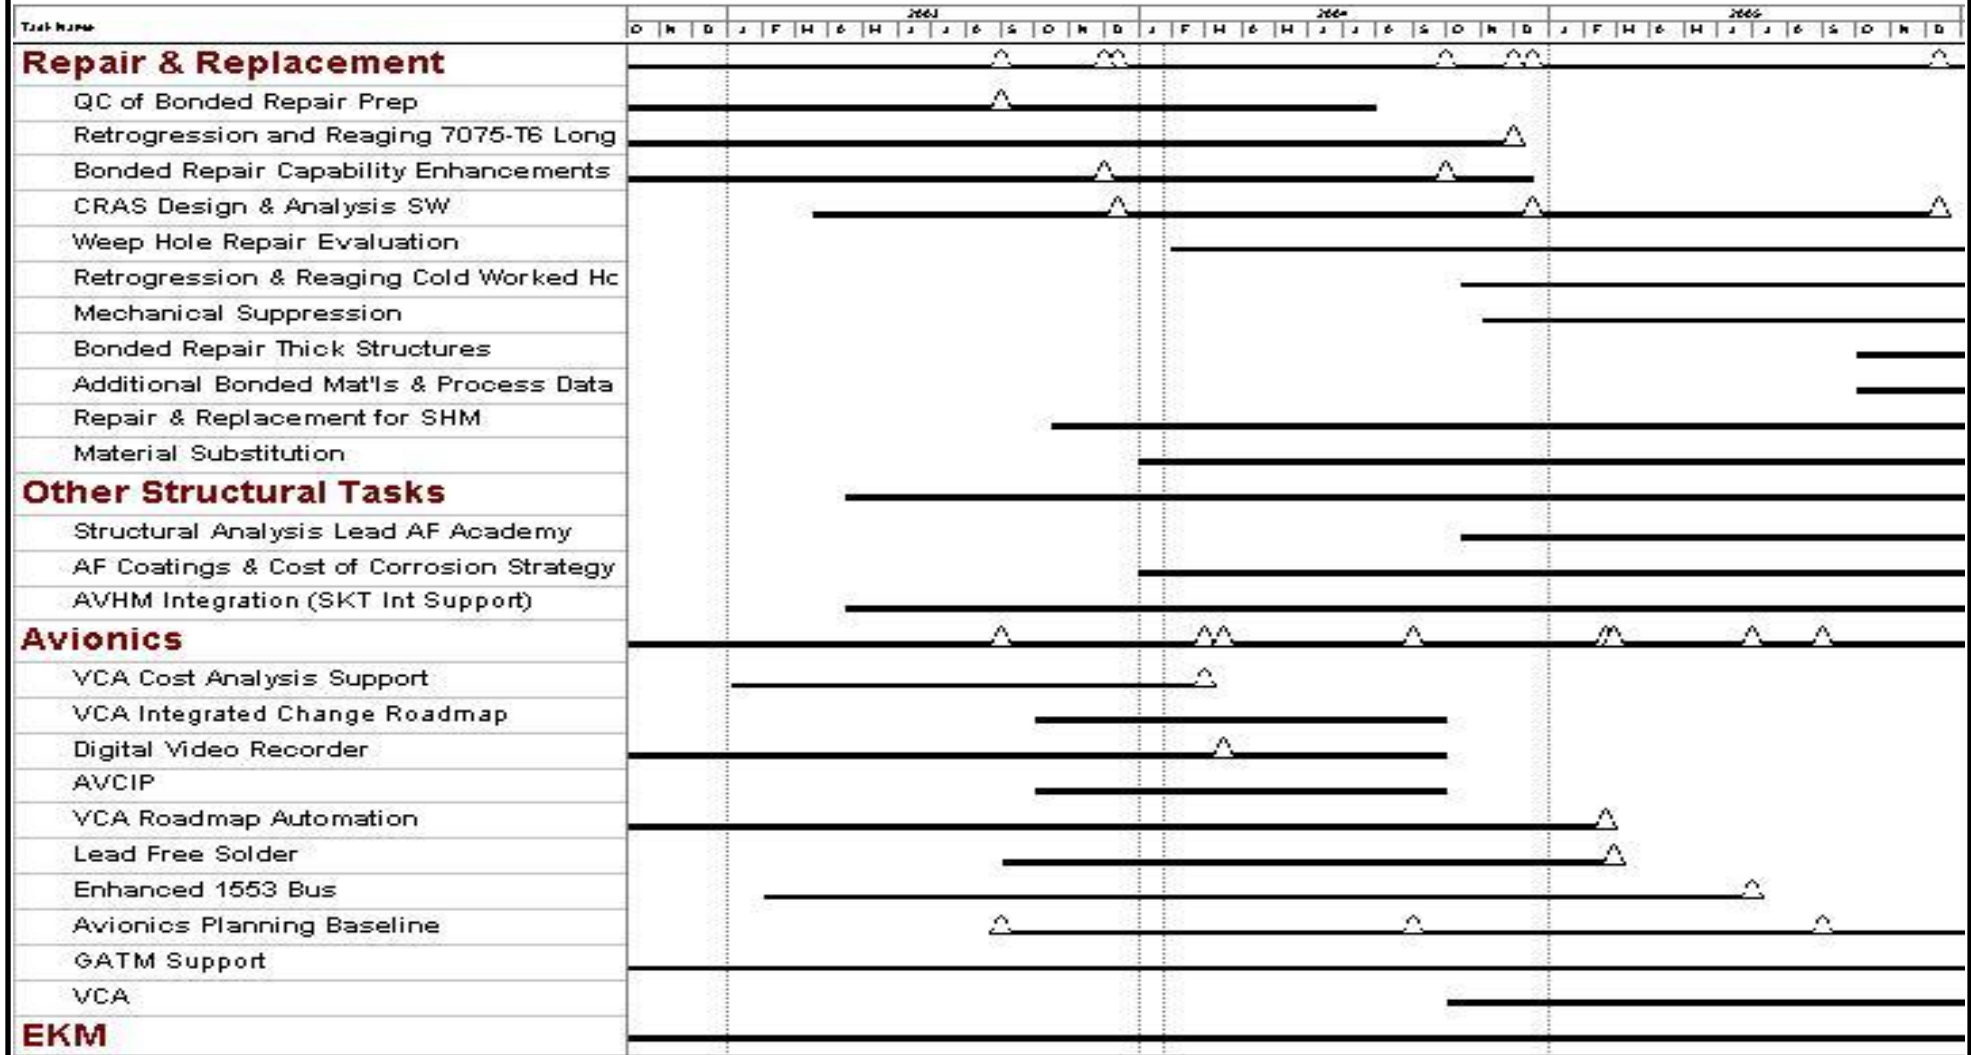 2003 2004 2005
Task Name O N D J F M A M J J A S O N D J F M A M J J A S O N D J F M A M J J A S O N D
Repair & Replacement
QC of Bonded Repair Prep
Retrogression and Reaging 7075-T6 Long
Bonded Repair Capability Enhancements
CRAS Design & Analysis SW
Weep Hole Repair Evaluation
Retrogression & Reaging Cold Worked Hc
Mechanical Suppression
Bonded Repair Thick Structures
Additional Bonded Mat'ls & Process Data
Repair & Replacement for SHM
Material Substitution
Other Structural Tasks
Structural Analysis Lead AF Academy
AF Coatings & Cost of Corrosion Strategy
AVHM Integration (SKT Int Support)
Avionics
VCA Cost Analysis Support
VCA Integrated Change Roadmap
Digital Video Recorder
AVCIP
VCA Roadmap Automation
Lead Free Solder
Enhanced 1553 Bus
Avionics Planning Baseline
GATM Support
VCA
EKM